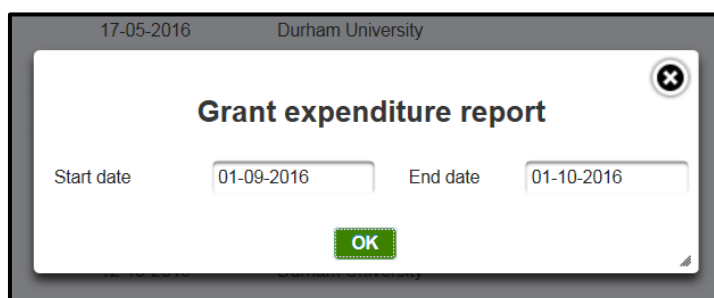 17-05-2016 Durham University
Grant expenditure report
Start date 01-09-2016 End date 01-10-2016
OK
Durham University